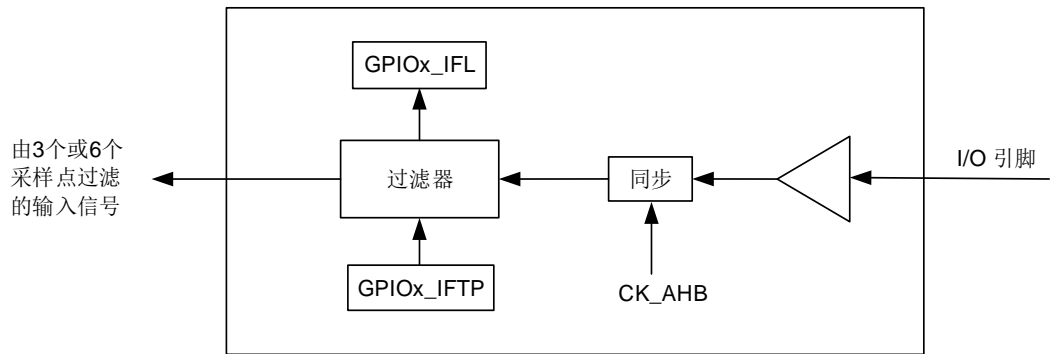 GPIOx_IFL
由3个或6个
采样点过滤
的输入信号
过滤器
同步
I/O 引脚
GPIOx_IFTP
CK_AHB